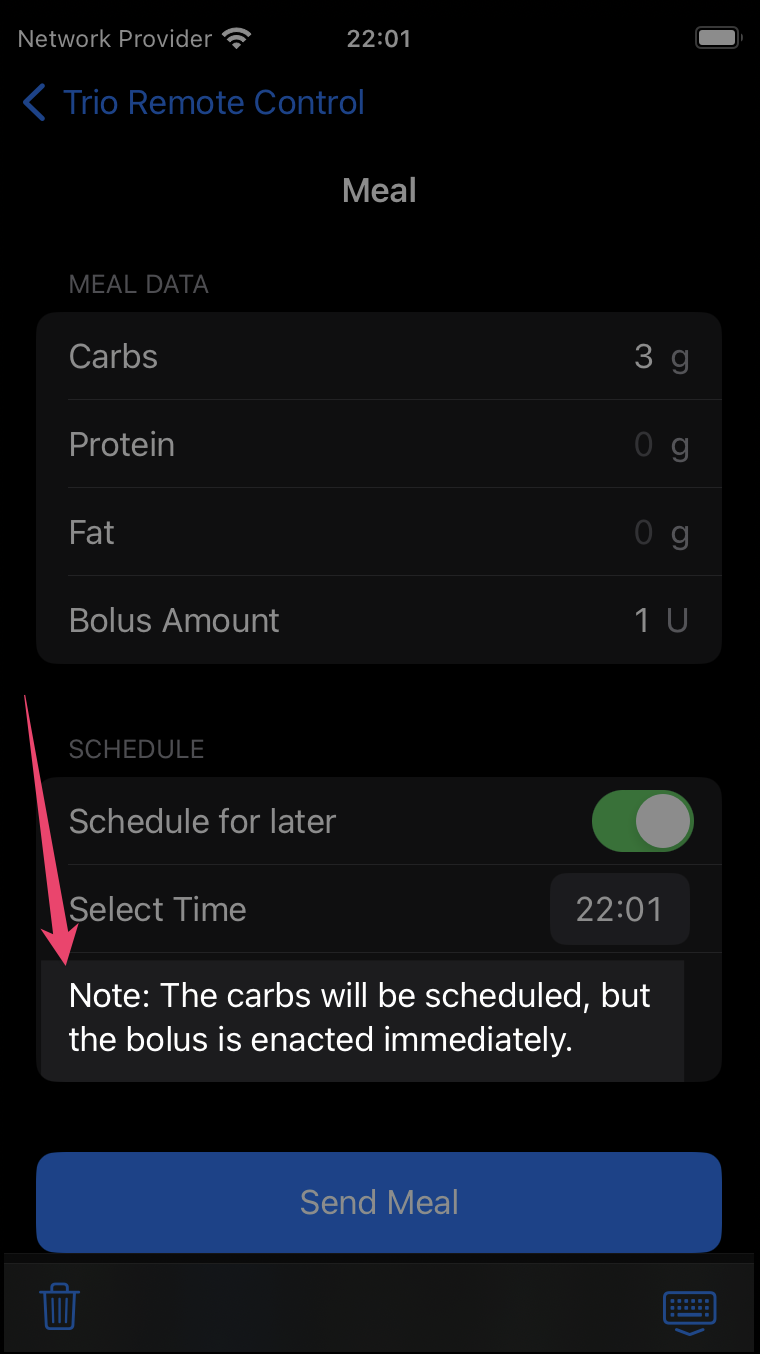 Network Provider 22:01
Trio Remote Control
Meal
MEAL DATA
Carbs 3 g
Protein 0 g
Fat 0 g
Bolus Amount 1 U
SCHEDULE
Schedule for later
Select Time 22:01
Note: The carbs will be scheduled, but
the bolus is enacted immediately.
Send Meal